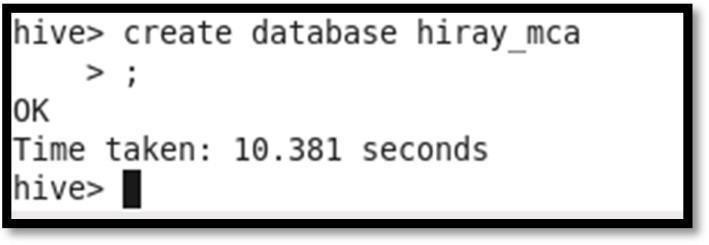 hive> create database hiray_mca
    > ;
OK
Time taken: 10.381 seconds
hive>